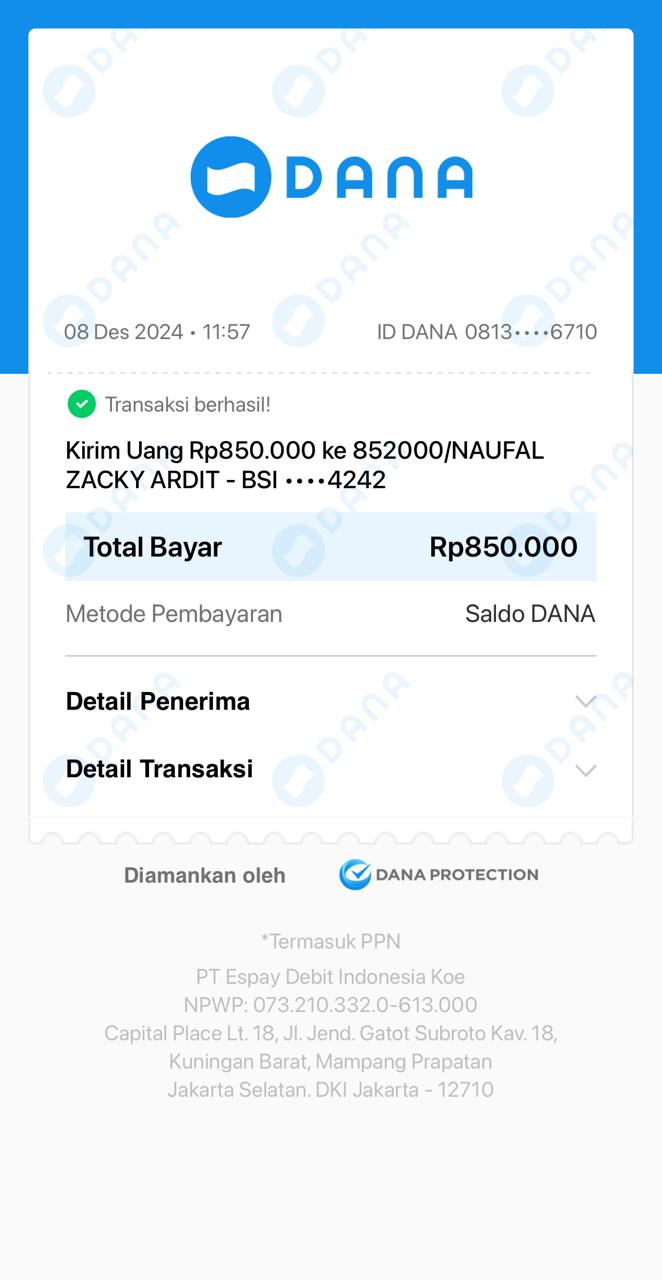 DANA
08 Des 2024 • 11:57
ID DANA 0813••••6710
Transaksi berhasil!
Kirim Uang Rp850.000 ke 852000/NAUFAL
ZACKY ARDIT - BSI ••••4242
Total Bayar Rp850.000
Metode Pembayaran Saldo DANA
Detail Penerima
Detail Transaksi
Diamankan oleh DANA PROTECTION
*Termasuk PPN
PT Espay Debit Indonesia Koe
NPWP: 073.210.332.0-613.000
Capital Place Lt. 18, Jl. Jend. Gatot Subroto Kav. 18,
Kuningan Barat, Mampang Prapatan
Jakarta Selatan. DKI Jakarta - 12710